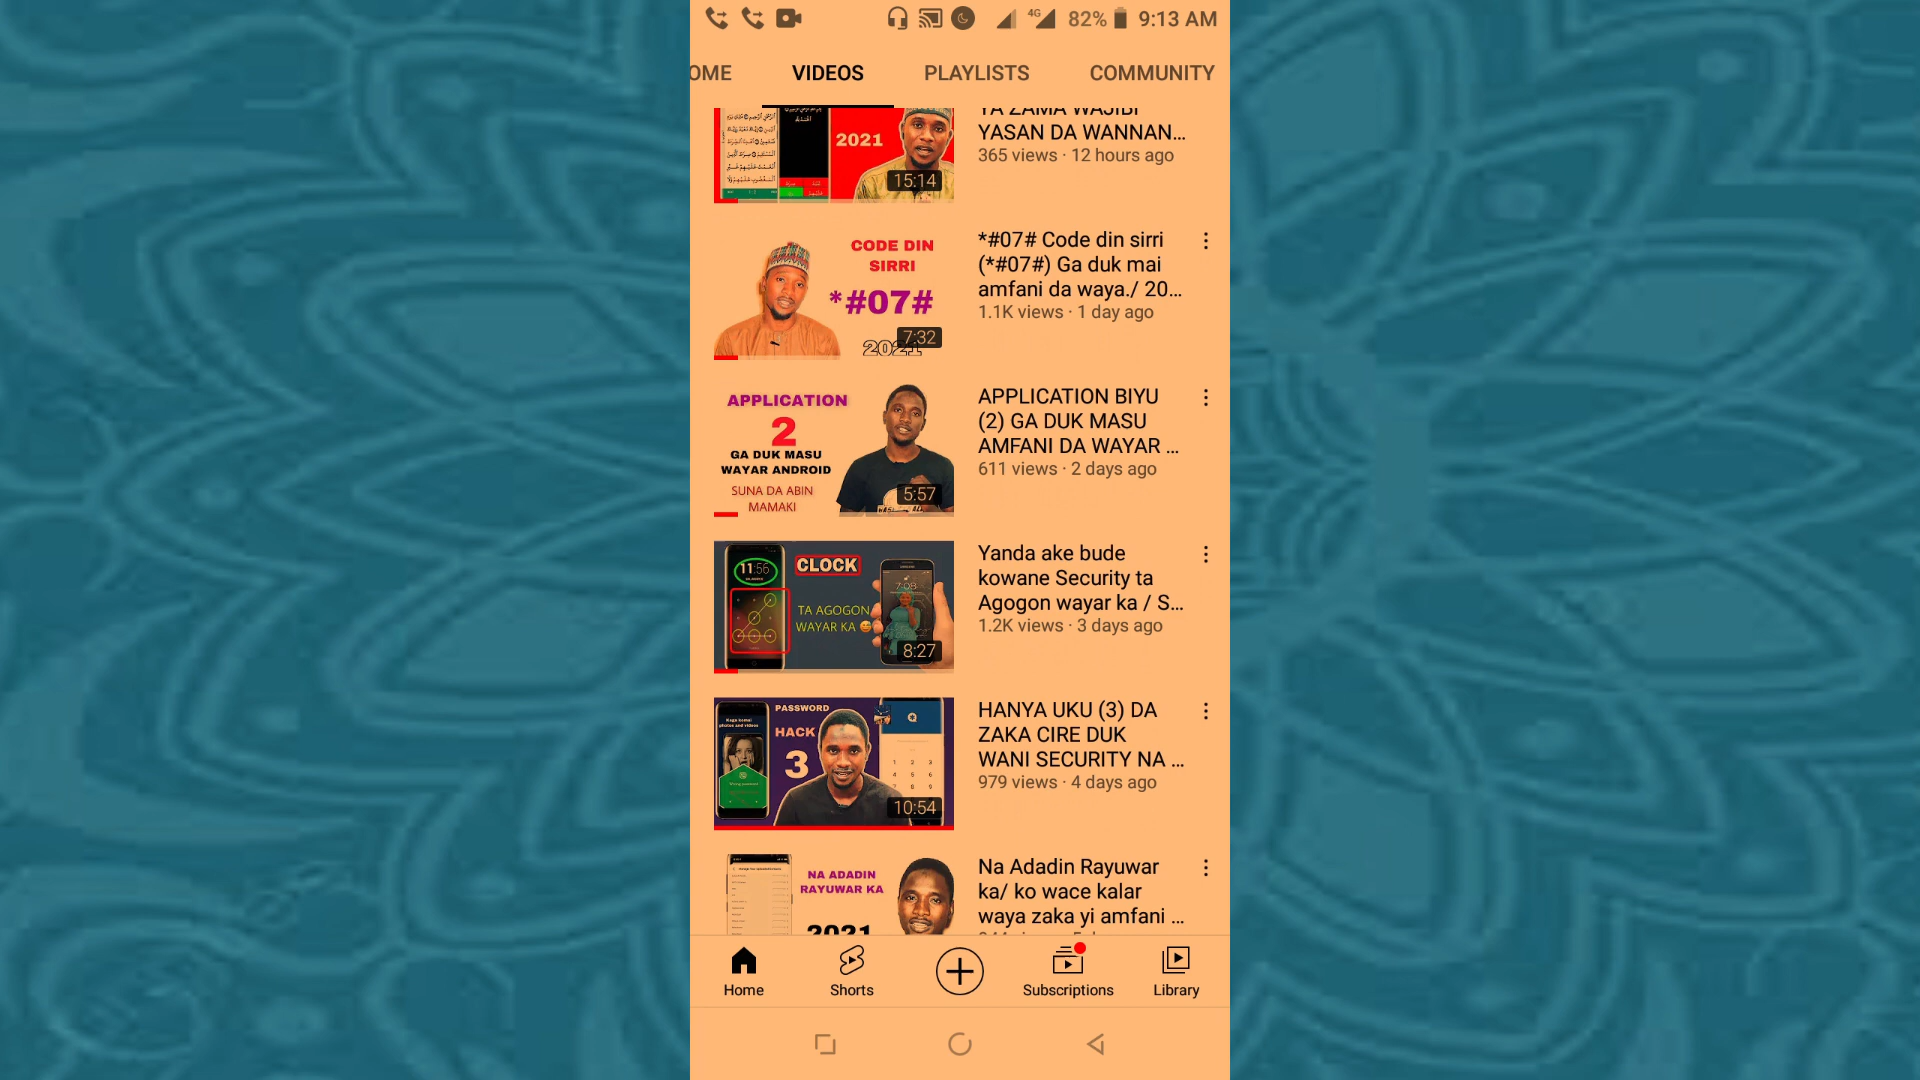 4G 82% 9:13 AM
OME VIDEOS PLAYLISTS COMMUNITY
2021
15:14
YA ZAMA WAJIBI
YASAN DA WANNAN...
365 views · 12 hours ago
CODE DIN
SIRRI
*#07#
2021
7:32
*#07# Code din sirri
(*#07#) Ga duk mai
amfani da waya./ 20...
1.1K views · 1 day ago
APPLICATION
2
GA DUK MASU
WAYAR ANDROID
SUNA DA ABIN
MAMAKI
5:57
APPLICATION BIYU
(2) GA DUK MASU
AMFANI DA WAYAR ...
611 views · 2 days ago
11:56
CLOCK
TA AGOGON
WAYAR KA
7:08
8:27
Yanda ake bude
kowane Security ta
Agogon wayar ka / S...
1.2K views · 3 days ago
PASSWORD
HACK
3
10:54
HANYA UKU (3) DA
ZAKA CIRE DUK
WANI SECURITY NA ...
979 views · 4 days ago
NA ADADIN
RAYUWAR KA
2021
Na Adadin Rayuwar
ka/ ko wace kalar
waya zaka yi amfani ...
Home Shorts Subscriptions Library